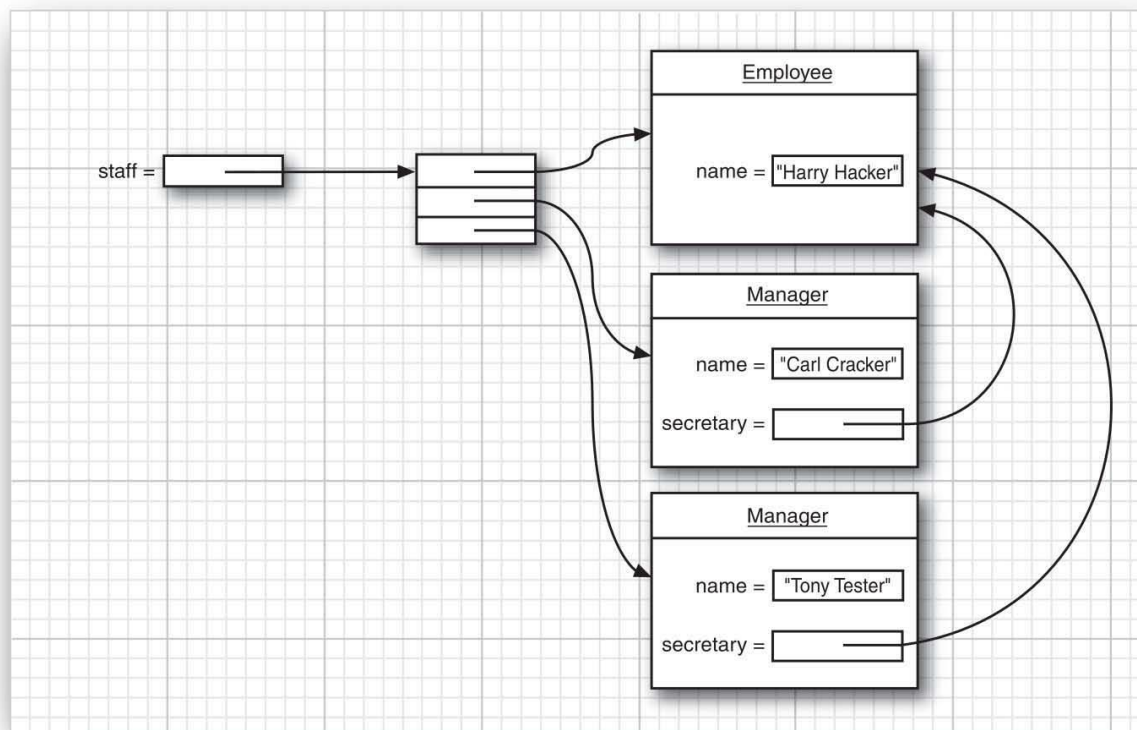 Employee
staff =
name = "Harry Hacker"
Manager
name = "Carl Cracker"
secretary =
Manager
name = "Tony Tester"
secretary =